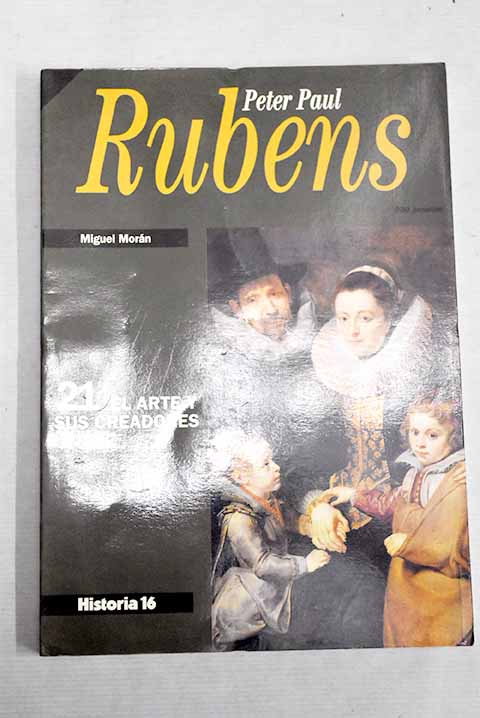 Peter Paul
Rubens
Miguel Morán
21/ EL ARTE Y
SUS CREADORES
Historia 16